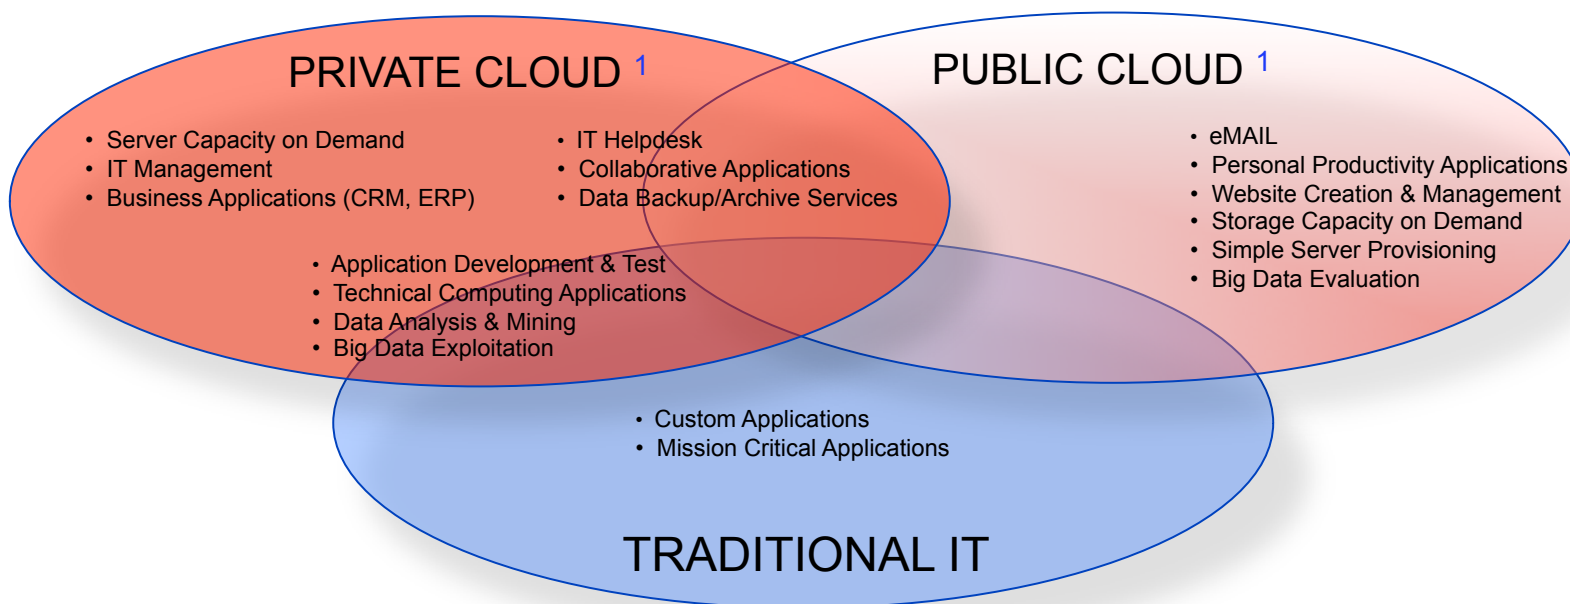 PRIVATE CLOUD 1
• Server Capacity on Demand
• IT Management
• Business Applications (CRM, ERP)
• IT Helpdesk
• Collaborative Applications
• Data Backup/Archive Services
• Application Development & Test
• Technical Computing Applications
• Data Analysis & Mining
• Big Data Exploitation
PUBLIC CLOUD 1
• eMAIL
• Personal Productivity Applications
• Website Creation & Management
• Storage Capacity on Demand
• Simple Server Provisioning
• Big Data Evaluation
• Custom Applications
• Mission Critical Applications
TRADITIONAL IT